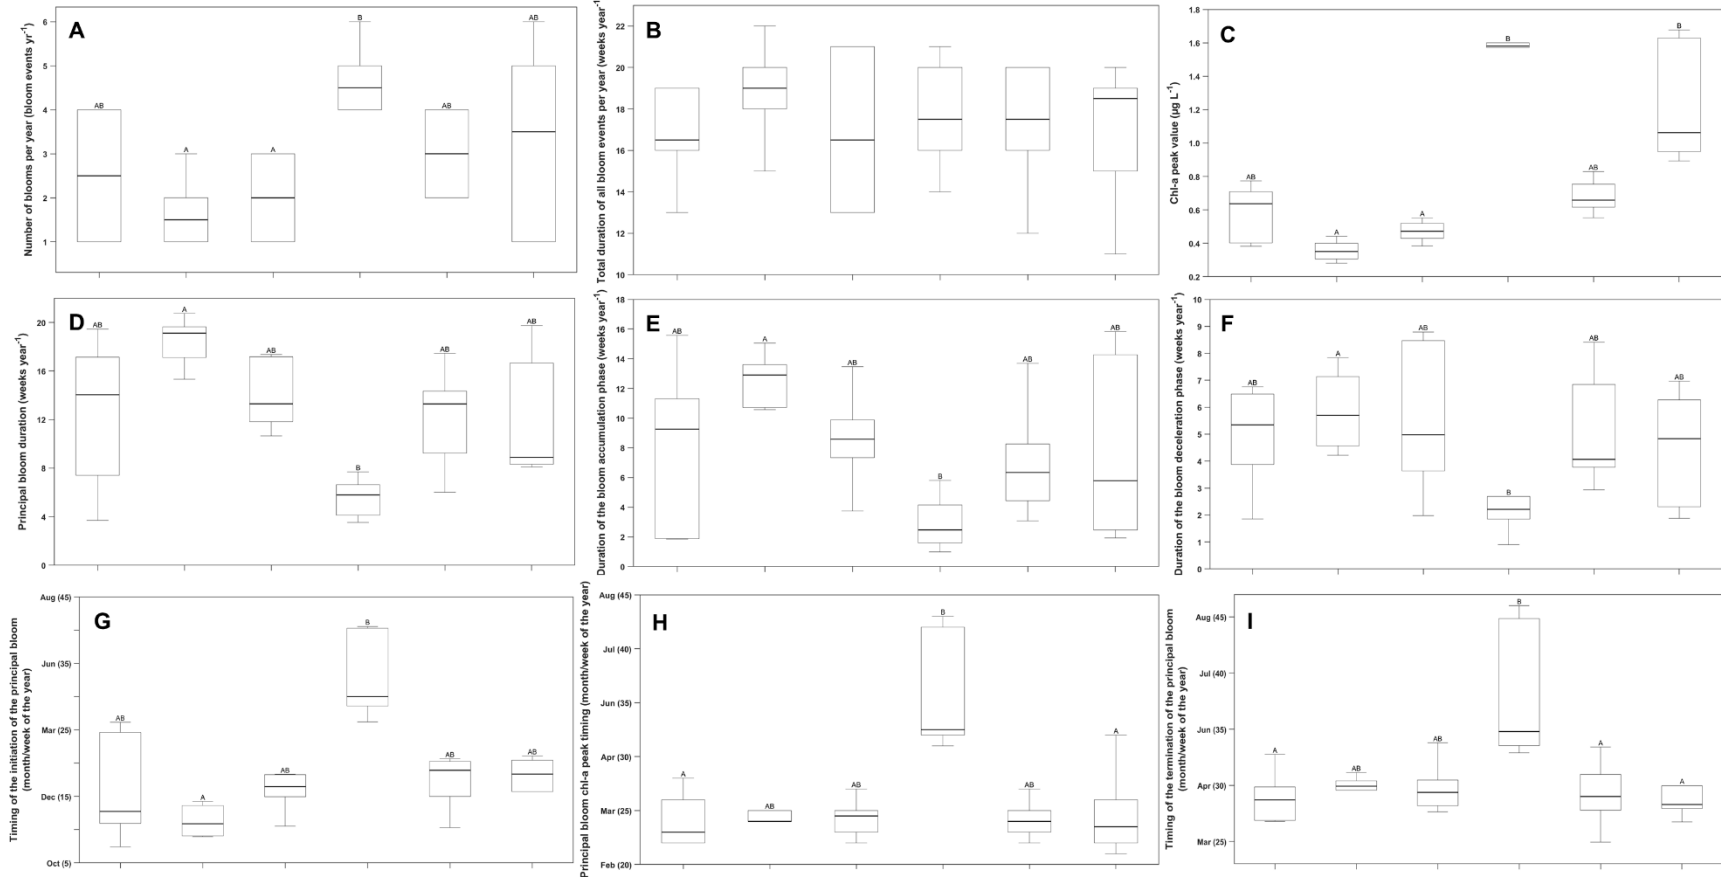 A
Number of blooms per year (bloom events yr-1)
6
5
4
3
2
1
AB
A
A
B
AB
AB
B
Total duration of all bloom events per year (weeks year-1)
22
20
18
16
14
12
10
C
Chl-a peak value (µg L-1)
1.8
1.6
1.4
1.2
1.0
0.8
0.6
0.4
0.2
AB
A
A
B
AB
B
D
Principal bloom duration (weeks year-1)
20
16
12
8
4
0
AB
A
AB
B
AB
AB
E
Duration of the bloom accumulation phase (weeks year-1)
18
16
14
12
10
8
6
4
2
0
AB
A
AB
B
AB
AB
F
Duration of the bloom deceleration phase (weeks year-1)
10
9
8
7
6
5
4
3
2
1
0
AB
A
AB
B
AB
AB
G
Timing of the initiation of the principal bloom
(month/week of the year)
Aug (45)
Jun (35)
Mar (25)
Dec (15)
Oct (5)
AB
A
AB
B
AB
AB
H
Principal bloom chl-a peak timing (month/week of the year)
Aug (45)
Jul (40)
Jun (35)
Apr (30)
Mar (25)
Feb (20)
A
AB
AB
B
AB
A
I
Timing of the termination of the principal bloom
(month/week of the year)
Aug (45)
Jul (40)
Jun (35)
Apr (30)
Mar (25)
A
AB
AB
B
A
A